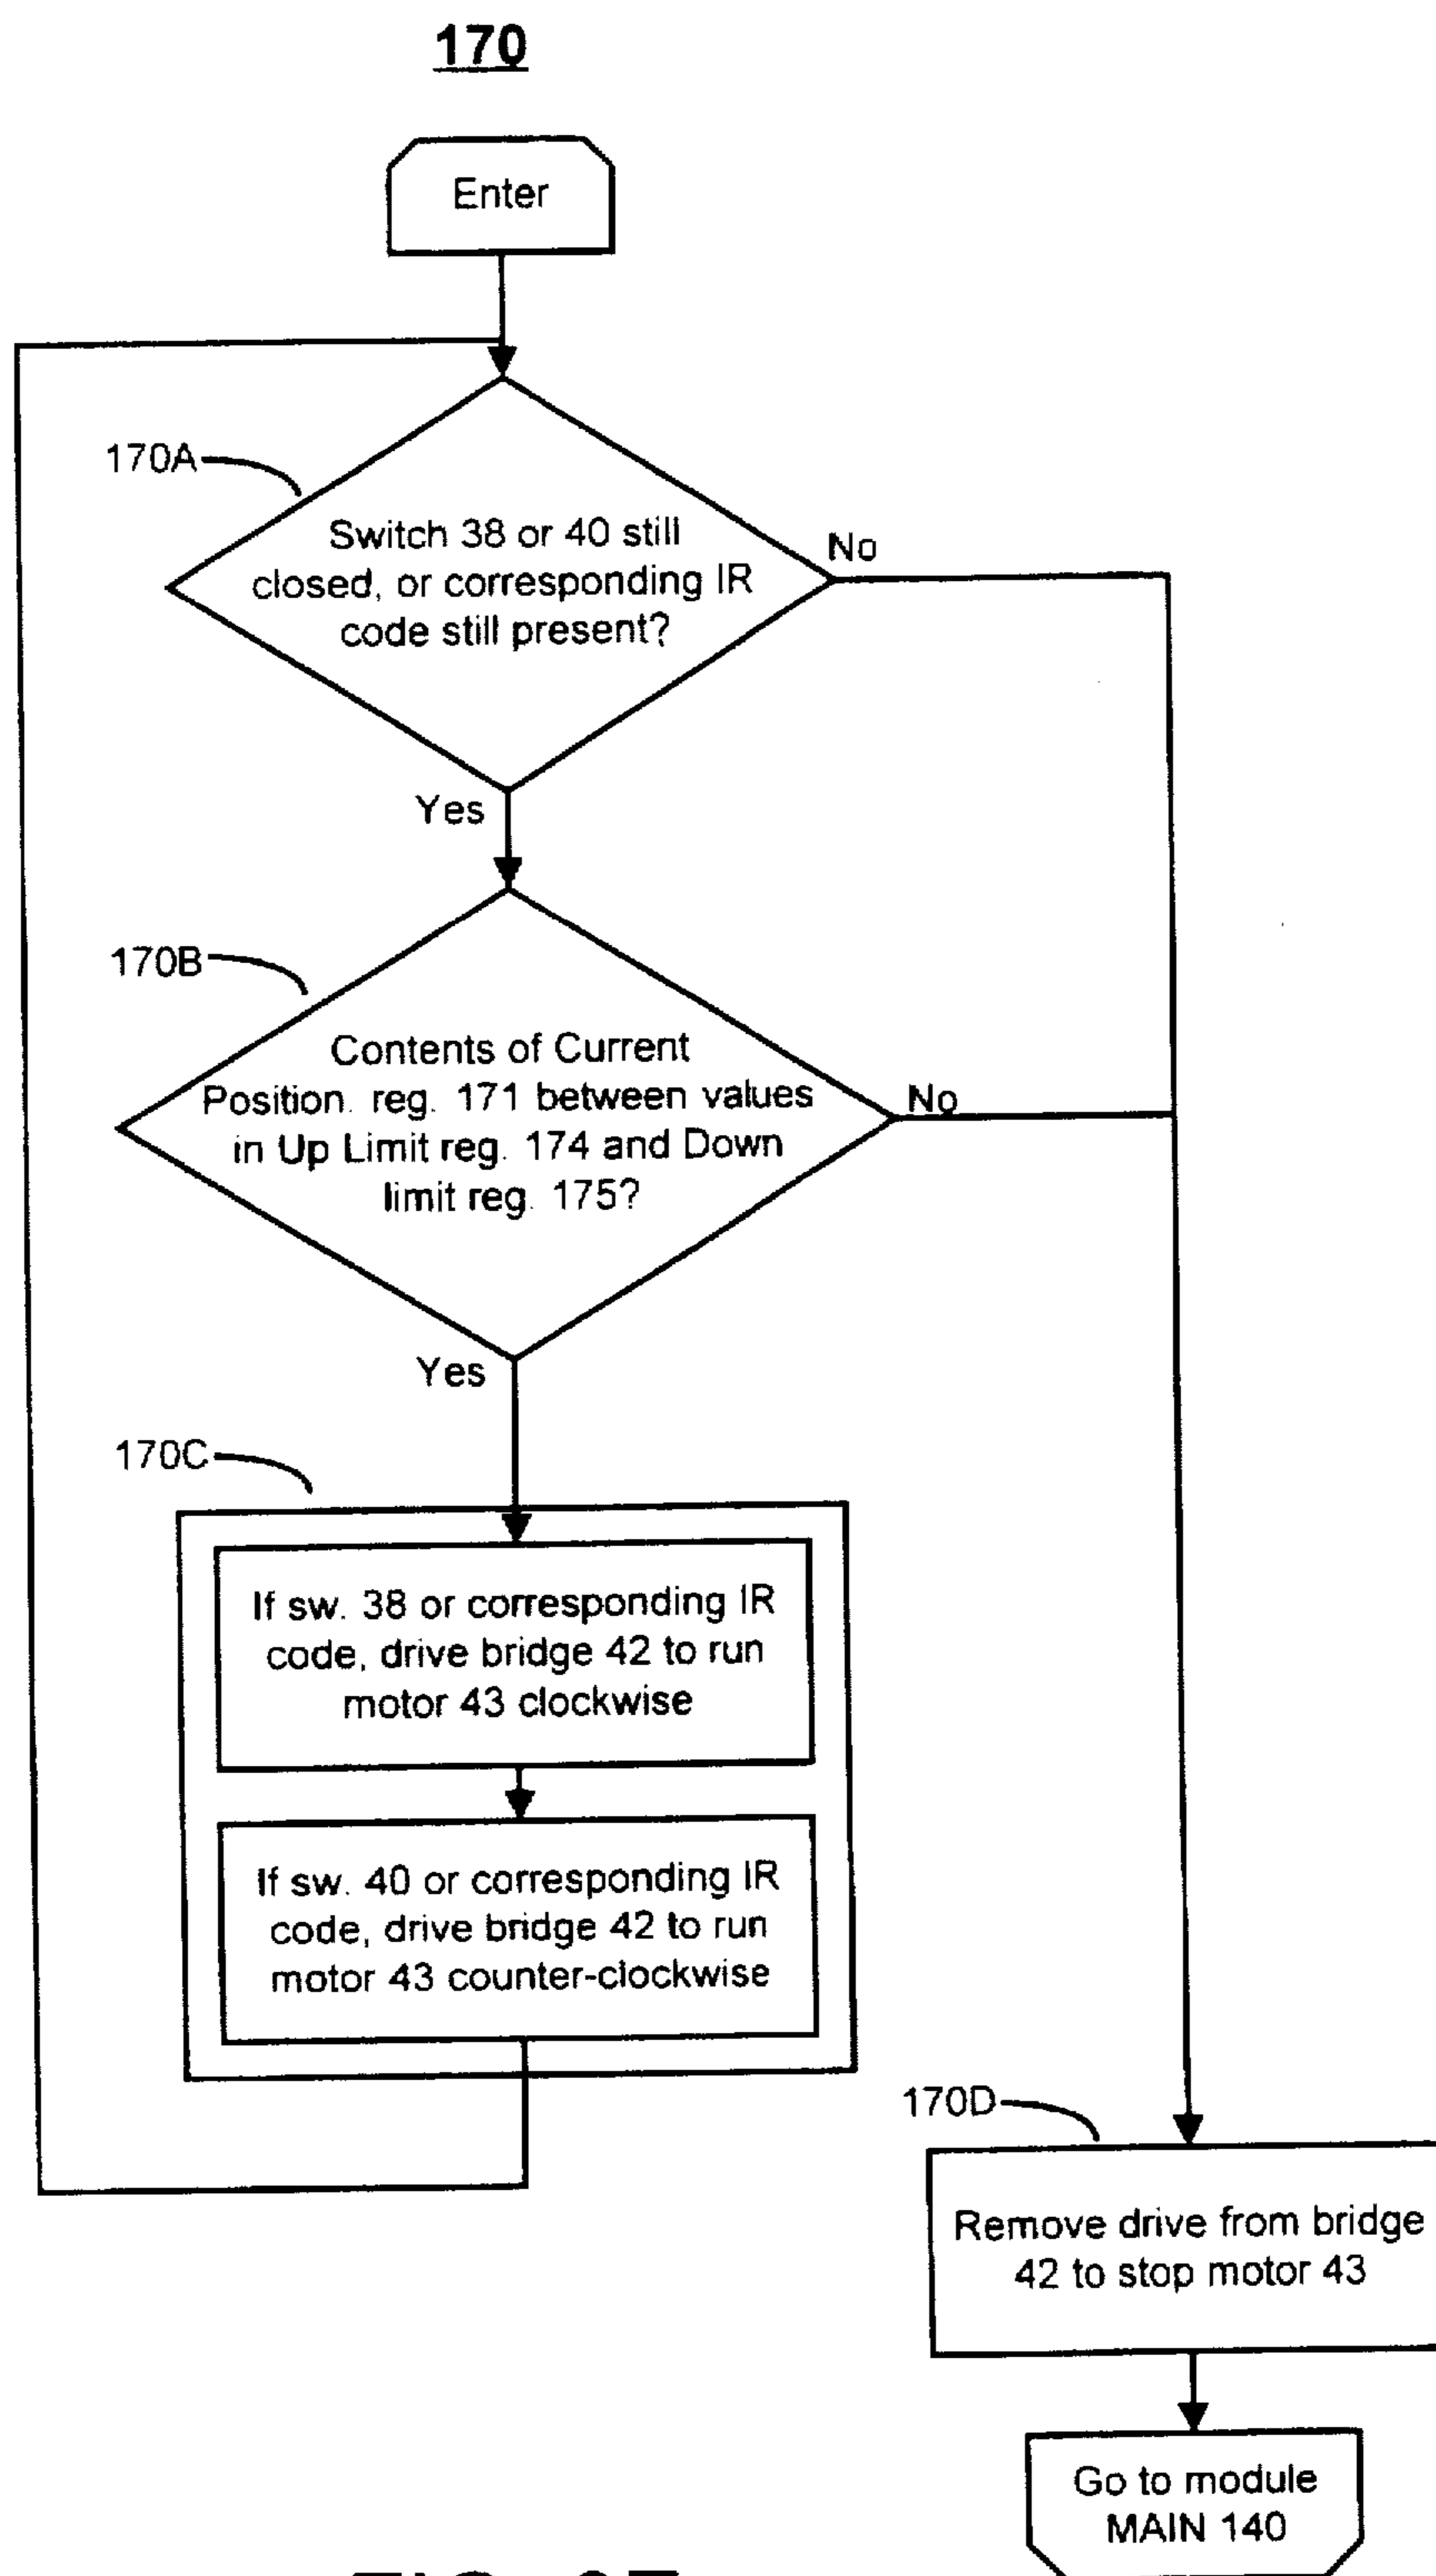 170
Enter
170A
Switch 38 or 40 still
closed, or corresponding IR
code still present?
No
Yes
170B
Contents of Current
Position. reg. 171 between values
in Up Limit reg. 174 and Down
limit reg. 175?
No
Yes
170C
If sw. 38 or corresponding IR
code, drive bridge 42 to run
motor 43 clockwise
If sw. 40 or corresponding IR
code, drive bridge 42 to run
motor 43 counter-clockwise
170D
Remove drive from bridge
42 to stop motor 43
Go to module
MAIN 140